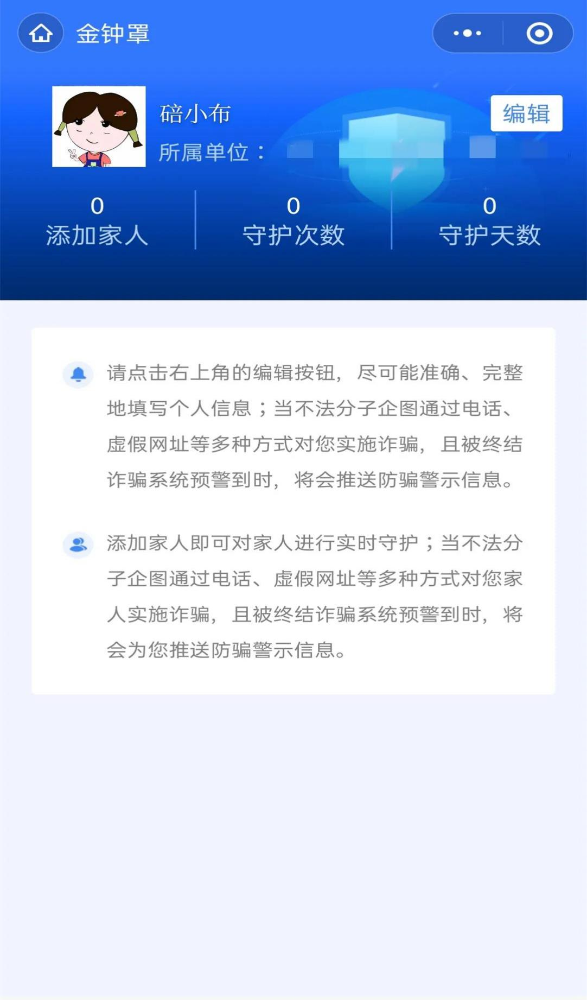 金钟罩
碚小布
编辑
所属单位：
0
0
0
添加家人
守护次数
守护天数
请点击右上角的编辑按钮，尽可能准确、完整
地填写个人信息；当不法分子企图通过电话、
虚假网址等多种方式对您实施诈骗，且被终结
诈骗系统预警到时，将会推送防骗警示信息。
添加家人即可对家人进行实时守护；当不法分
子企图通过电话、虚假网址等多种方式对您家
人实施诈骗，且被终结诈骗系统预警到时，将
会为您推送防骗警示信息。